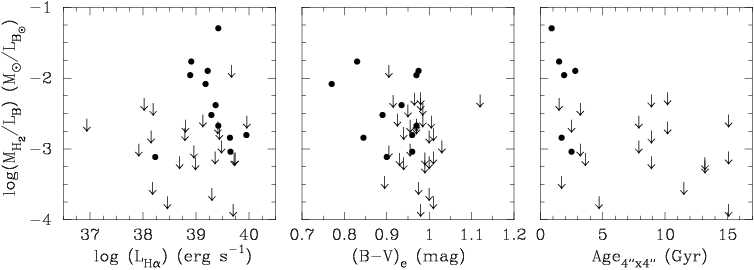 log(M_H2/L_B) (M⊙/L_B⊙)
−1
−2
−3
−4
37 38 39 40
log (L_Hα) (erg s⁻¹)
0.7 0.8 0.9 1 1.1 1.2
(B−V)_e (mag)
0 5 10 15
Age_4"x4" (Gyr)